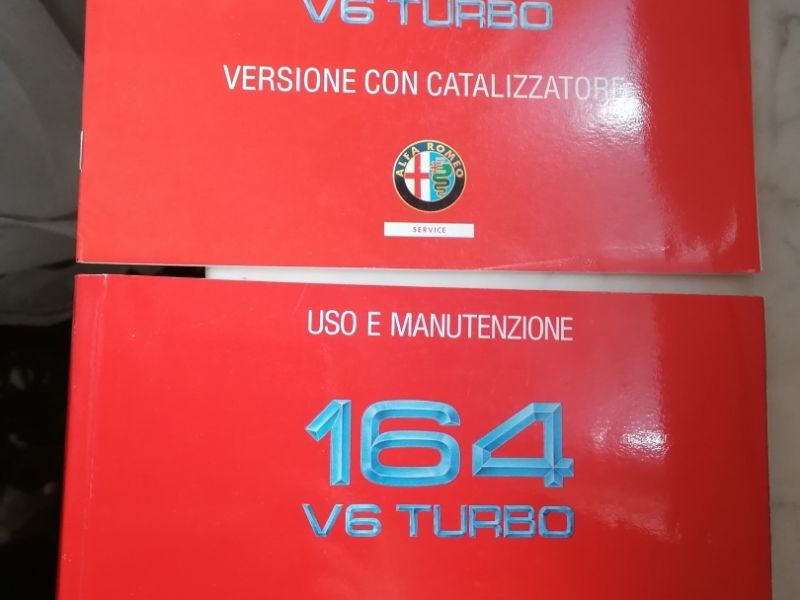 V6 TURBO
VERSIONE CON CATALIZZATORE
ALFA ROMEO
SERVICE
USO E MANUTENZIONE
164
V6 TURBO